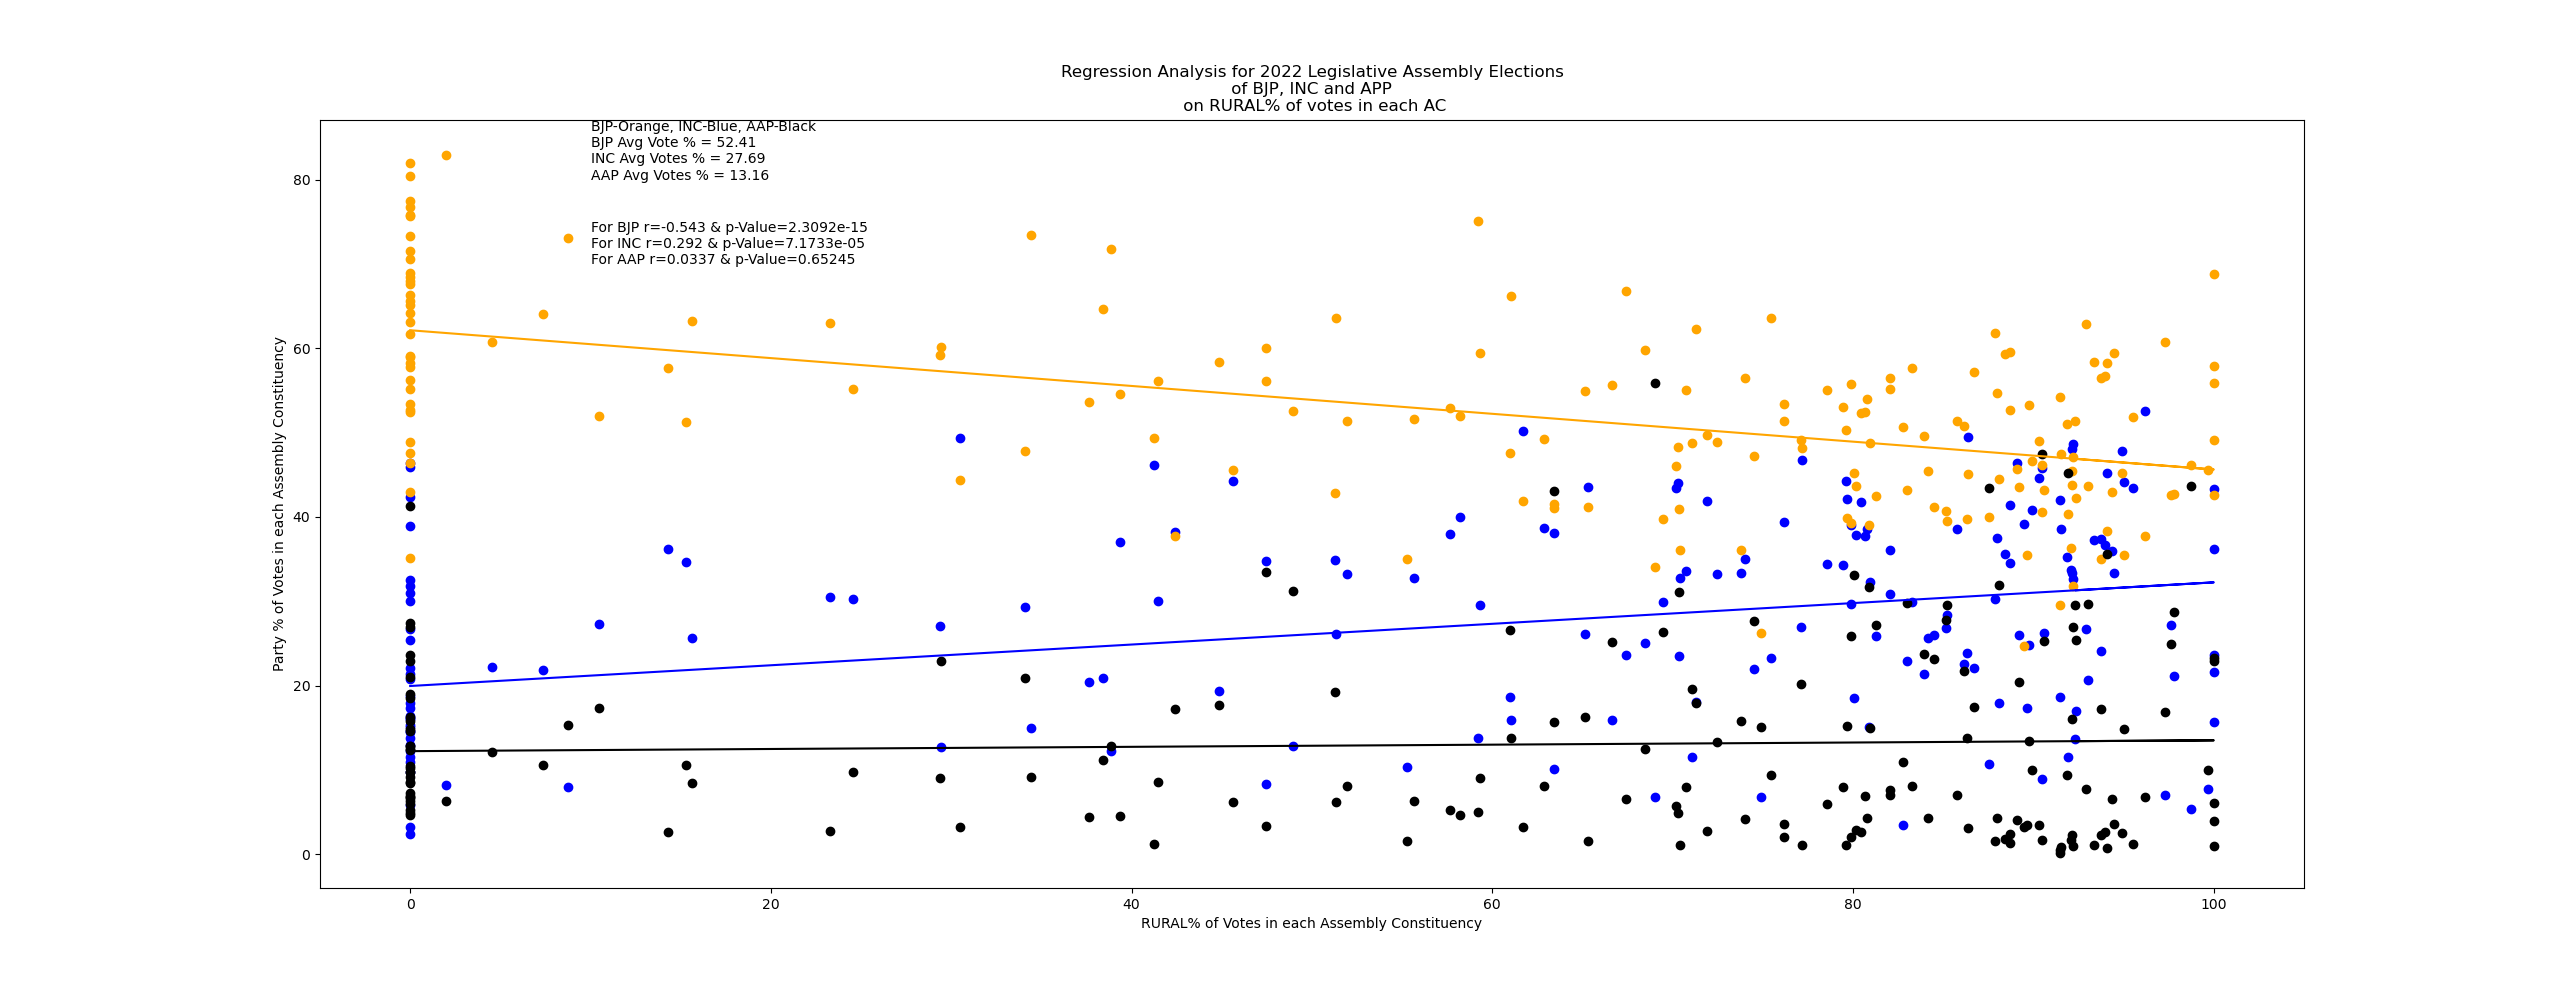 Regression Analysis for 2022 Legislative Assembly Elections
of BJP, INC and APP
on RURAL% of votes in each AC
BJP-Orange, INC-Blue, AAP-Black
BJP Avg Vote % = 52.41
INC Avg Votes % = 27.69
AAP Avg Votes % = 13.16
For BJP r=-0.543 & p-Value=2.3092e-15
For INC r=0.292 & p-Value=7.1733e-05
For AAP r=0.0337 & p-Value=0.65245
Party % of Votes in each Assembly Constituency
80
60
40
20
0
0 20 40 60 80 100
RURAL% of Votes in each Assembly Constituency